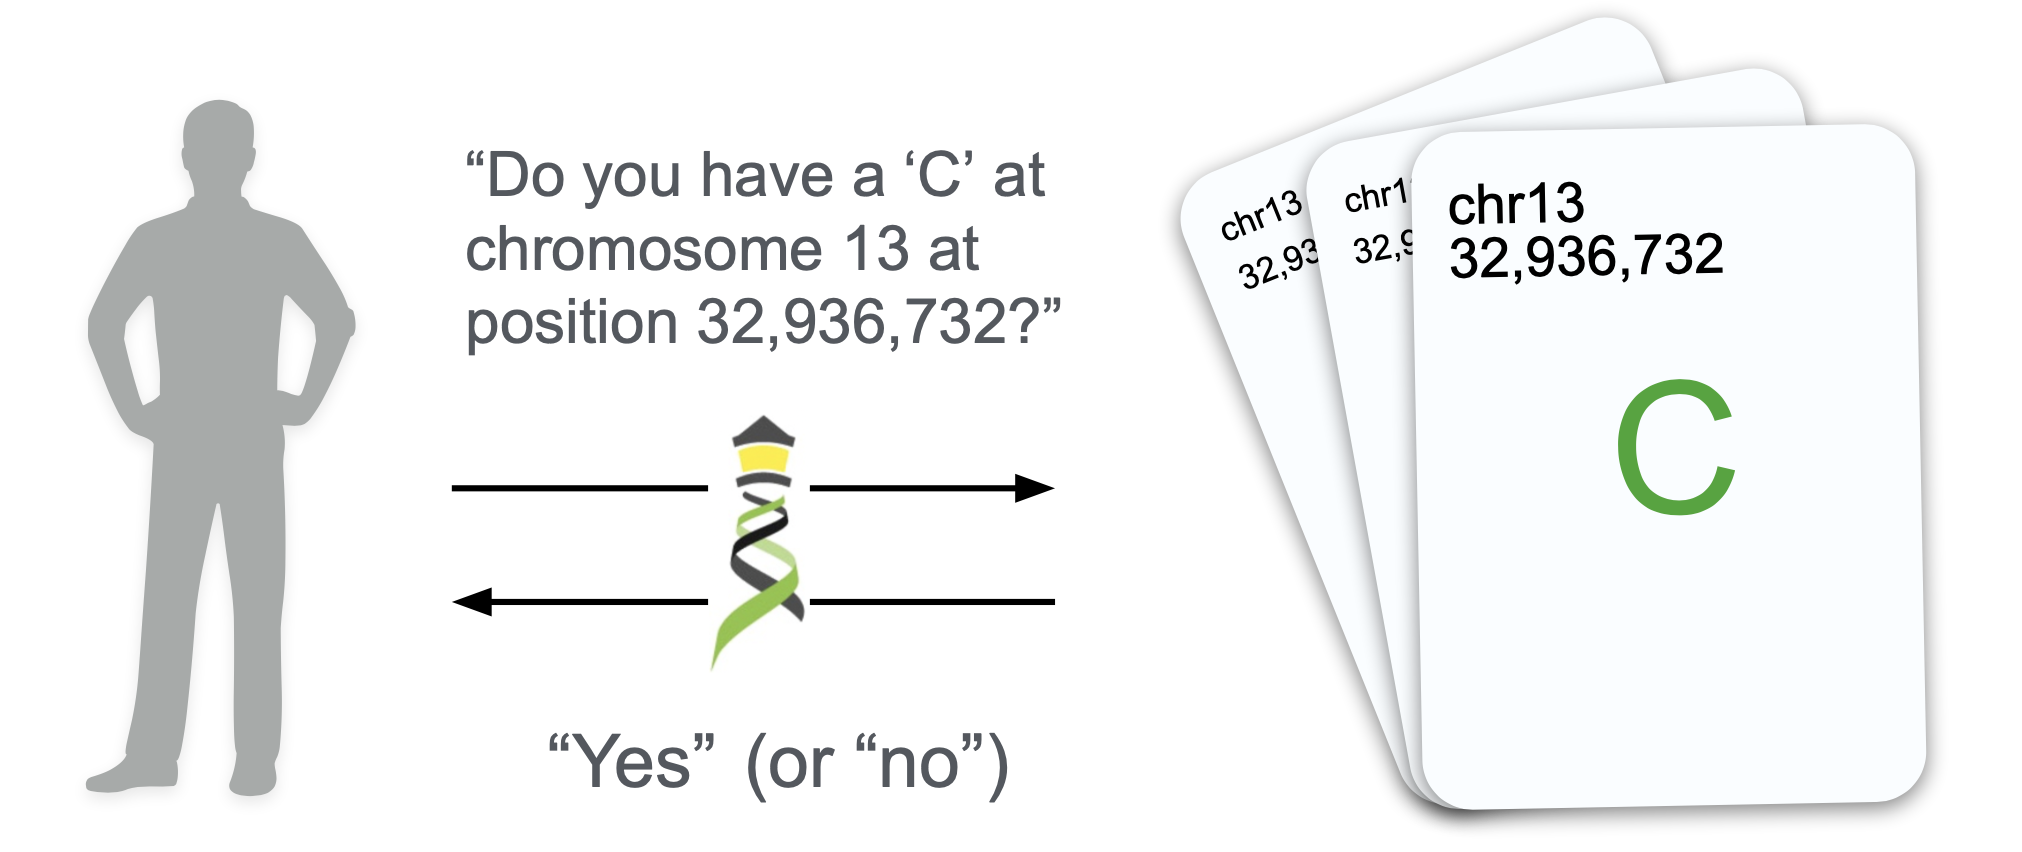 “Do you have a ‘C’ at
chromosome 13 at
position 32,936,732?”
“Yes” (or “no”)
chr13
32,93
chr1
32,9
chr13
32,936,732
C